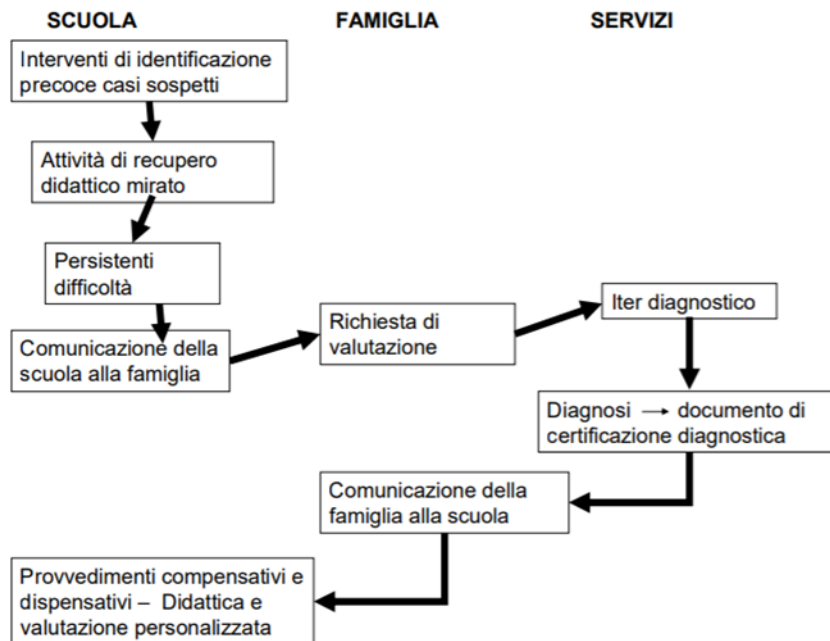 SCUOLA FAMIGLIA SERVIZI
Interventi di identificazione
precoce casi sospetti
Attività di recupero
didattico mirato
Persistenti
difficoltà
Comunicazione della
scuola alla famiglia
Richiesta di
valutazione
Iter diagnostico
Diagnosi → documento di
certificazione diagnostica
Comunicazione della
famiglia alla scuola
Provvedimenti compensativi e
dispensativi – Didattica e
valutazione personalizzata